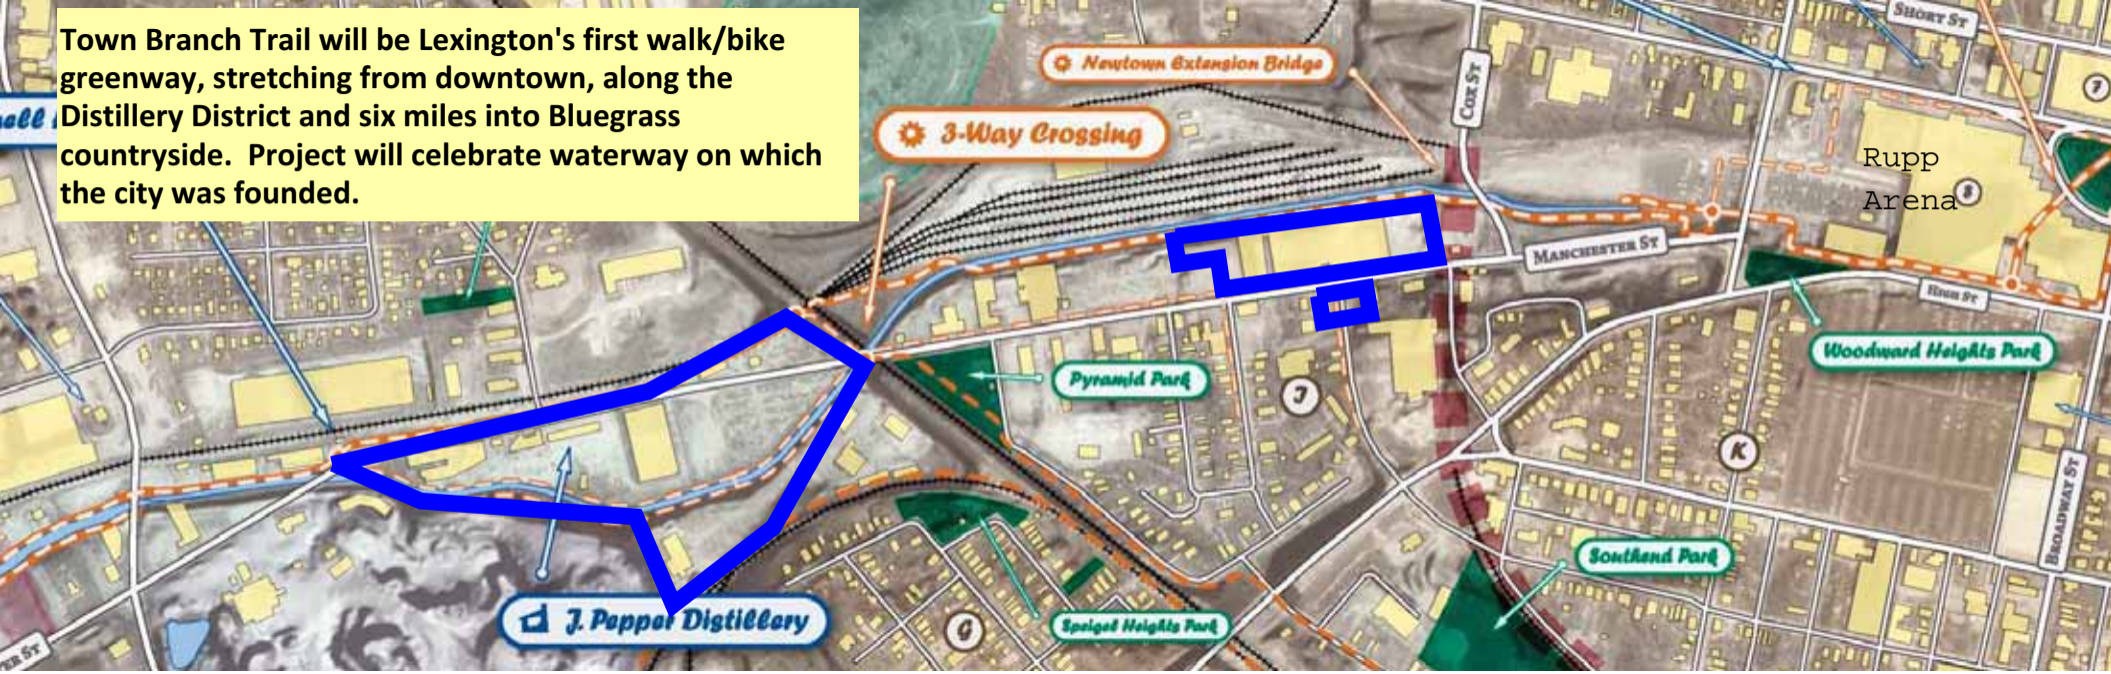 Town Branch Trail will be Lexington's first walk/bike
greenway, stretching from downtown, along the
Distillery District and six miles into Bluegrass
countryside.  Project will celebrate waterway on which
the city was founded.
SHORT ST
Newtown Extension Bridge
COX ST
7
3-Way Crossing
Rupp
Arena
8
MANCHESTER ST
HIGH ST
Woodward Heights Park
Pyramid Park
J
K
BROADWAY ST
Southend Park
J. Pepper Distillery
G
Speigel Heights Park